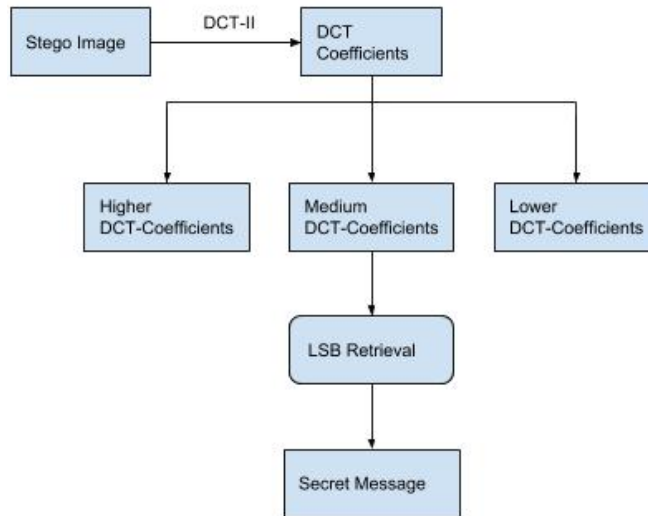 Stego Image
DCT-II
DCT
Coefficients
Higher
DCT-Coefficients
Medium
DCT-Coefficients
Lower
DCT-Coefficients
LSB Retrieval
Secret Message